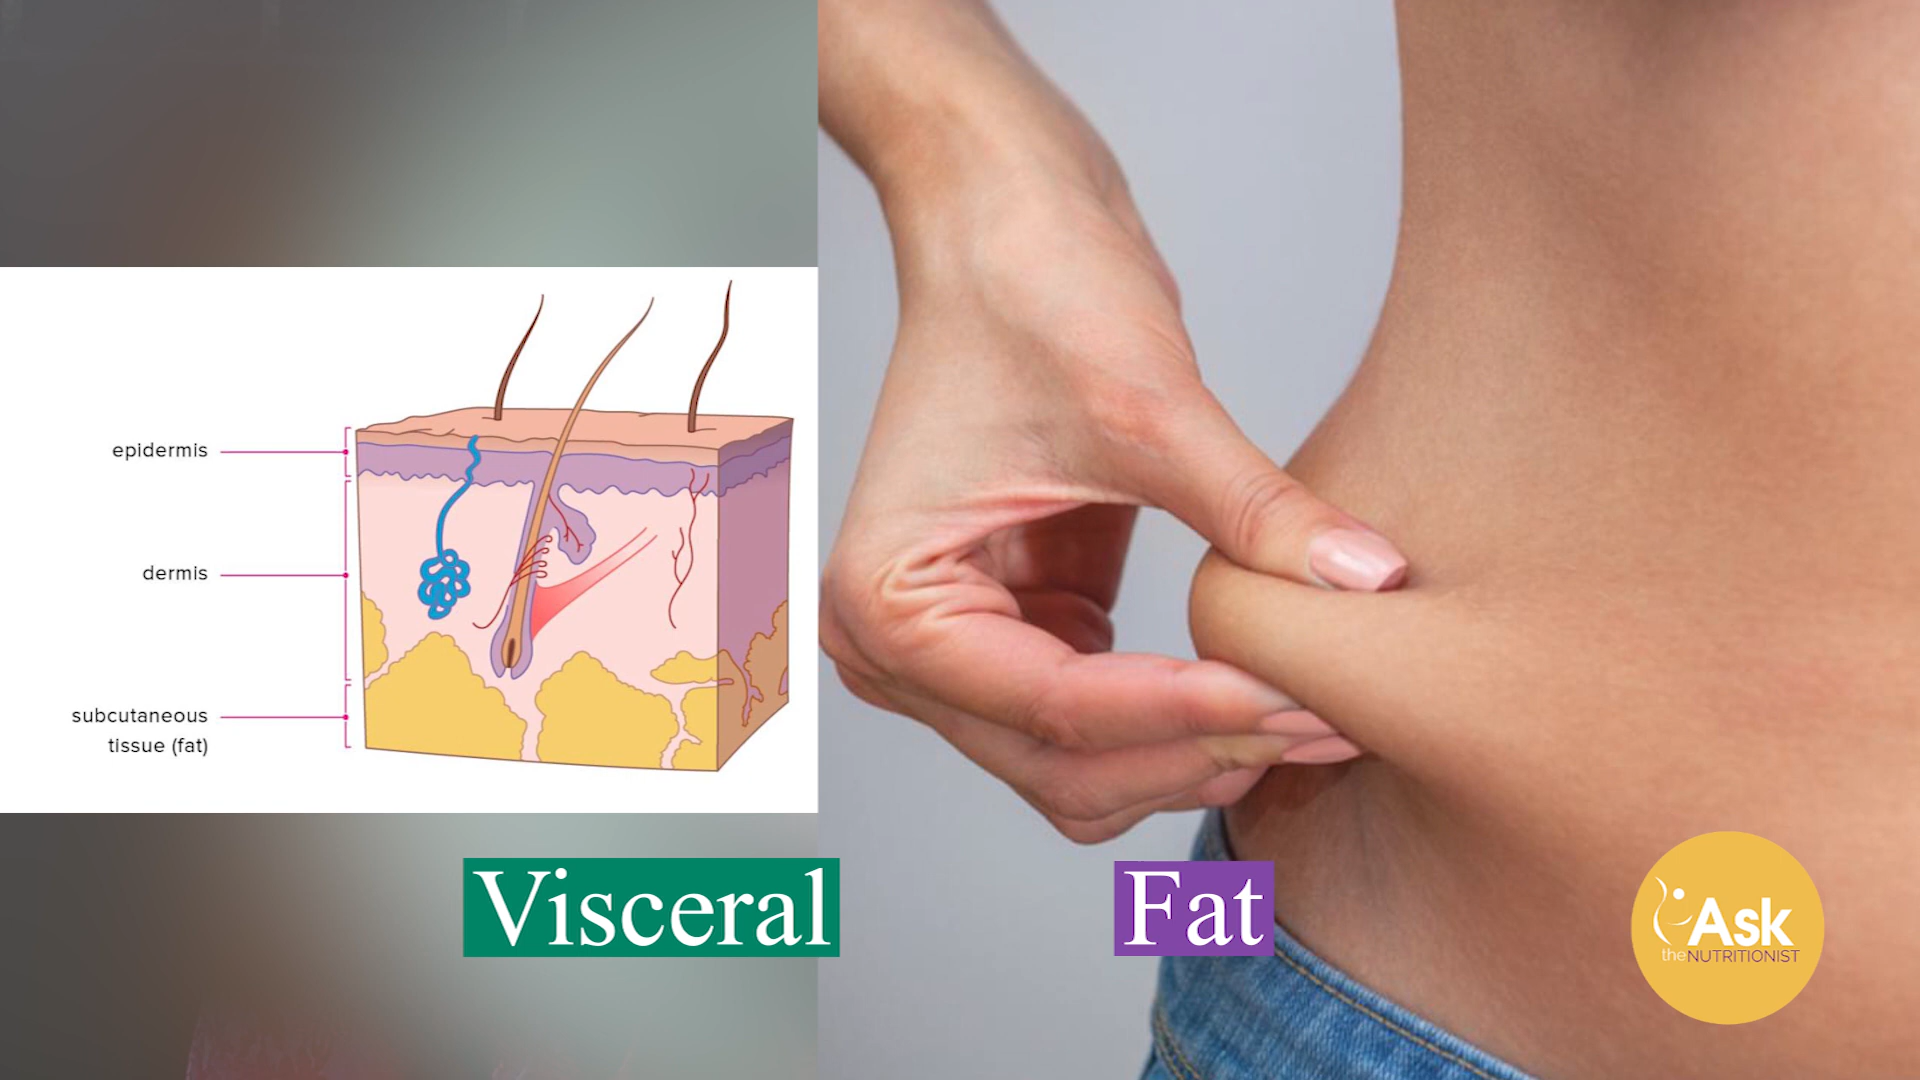 epidermis
dermis
subcutaneous
tissue (fat)
Visceral Fat
Ask
the NUTRITIONIST